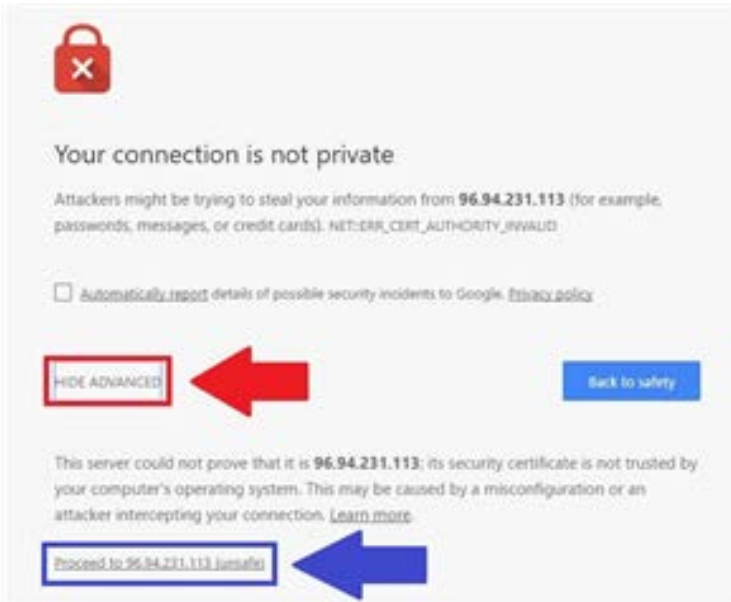 Your connection is not private
Attackers might be trying to steal your information from 96.94.231.113 (for example,
passwords, messages, or credit cards). NET::ERR_CERT_AUTHORITY_INVALID
Automatically report details of possible security incidents to Google. Privacy policy
HIDE ADVANCED
Back to safety
This server could not prove that it is 96.94.231.113; its security certificate is not trusted by
your computer's operating system. This may be caused by a misconfiguration or an
attacker intercepting your connection. Learn more.
Proceed to 96.94.231.113 (unsafe)